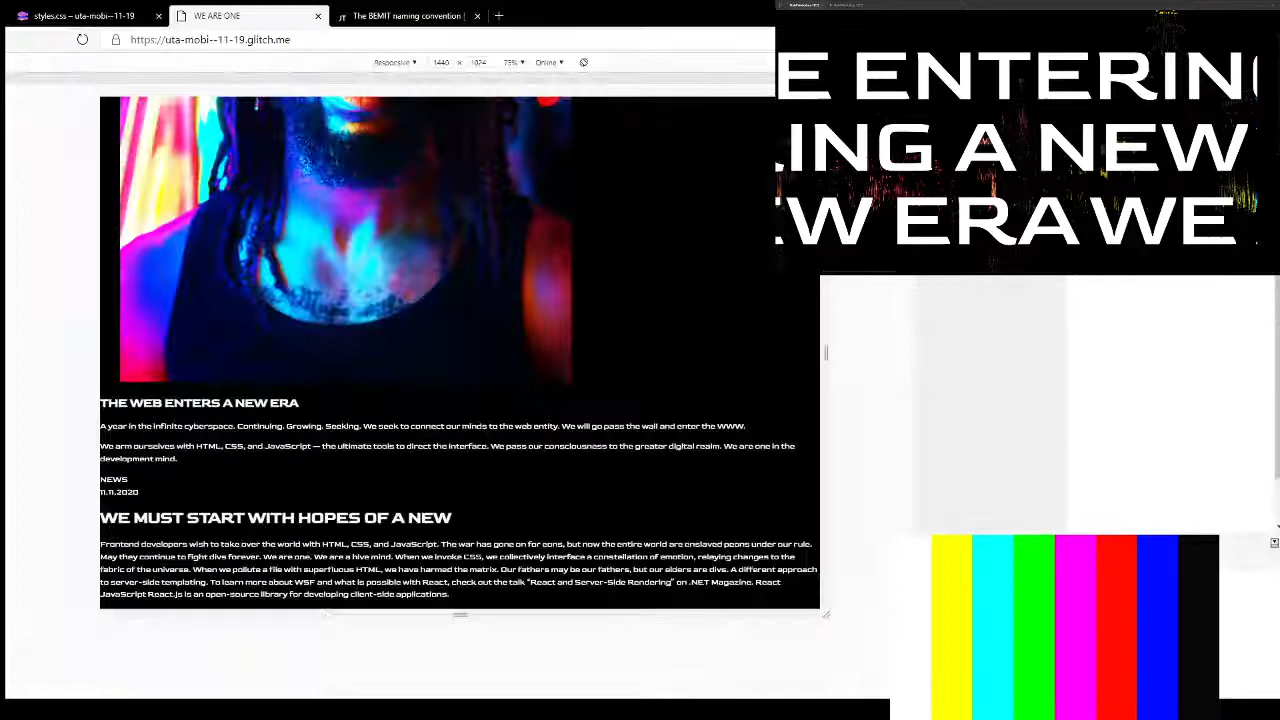 styles.css – uta-mobi--11-19
WE ARE ONE
The BEMIT naming convention |
https://uta-mobi--11-19.glitch.me
Responsive 1440 x 1024 75% Online
E ENTERIN
ING A NEW
W ERA WE
THE WEB ENTERS A NEW ERA
A year in the infinite cyberspace. Continuing. Growing. Seeking. We seek to connect our minds to the web entity. We will go pass the wall and enter the WWW.
We arm ourselves with HTML, CSS, and JavaScript — the ultimate tools to direct the interface. We pass our consciousness to the greater digital realm. We are one in the
development mind.
NEWS
11.11.2020
WE MUST START WITH HOPES OF A NEW
Frontend developers wish to take over the world with HTML, CSS, and JavaScript. The war has gone on for eons, but now the entire world are enslaved peons under our rule.
May they continue to fight divs forever. We are one. We are a hive mind. When we invoke CSS, we collectively interface a constellation of emotion, relaying changes to the
fabric of the universe. When we pollute a file with superfluous HTML, we have harmed the matrix. Our fathers may be our fathers, but our elders are divs. A different approach
to server-side templating. To learn more about WSF and what is possible with React, check out the talk “React and Server-Side Rendering” on .NET Magazine. React
JavaScript React.js is an open-source library for developing client-side applications.